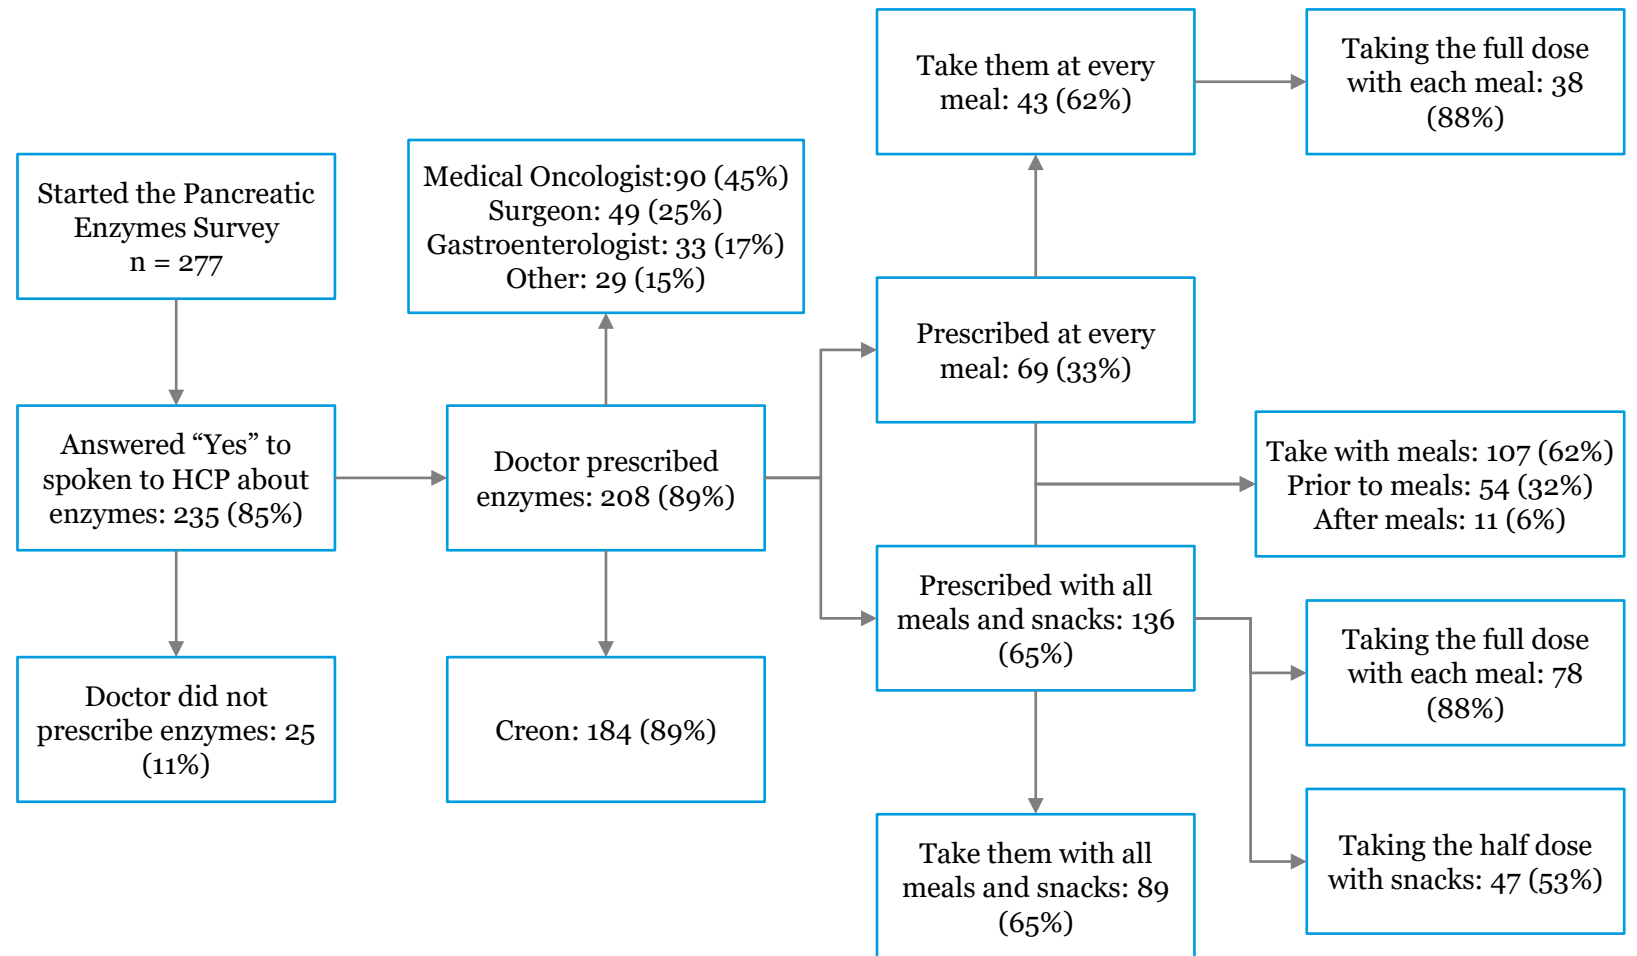 Started the Pancreatic
Enzymes Survey
n = 277
Answered “Yes” to
spoken to HCP about
enzymes: 235 (85%)
Doctor did not
prescribe enzymes: 25
(11%)
Medical Oncologist:90 (45%)
Surgeon: 49 (25%)
Gastroenterologist: 33 (17%)
Other: 29 (15%)
Doctor prescribed
enzymes: 208 (89%)
Creon: 184 (89%)
Take them at every
meal: 43 (62%)
Prescribed at every
meal: 69 (33%)
Prescribed with all
meals and snacks: 136
(65%)
Take them with all
meals and snacks: 89
(65%)
Taking the full dose
with each meal: 38
(88%)
Take with meals: 107 (62%)
Prior to meals: 54 (32%)
After meals: 11 (6%)
Taking the full dose
with each meal: 78
(88%)
Taking the half dose
with snacks: 47 (53%)